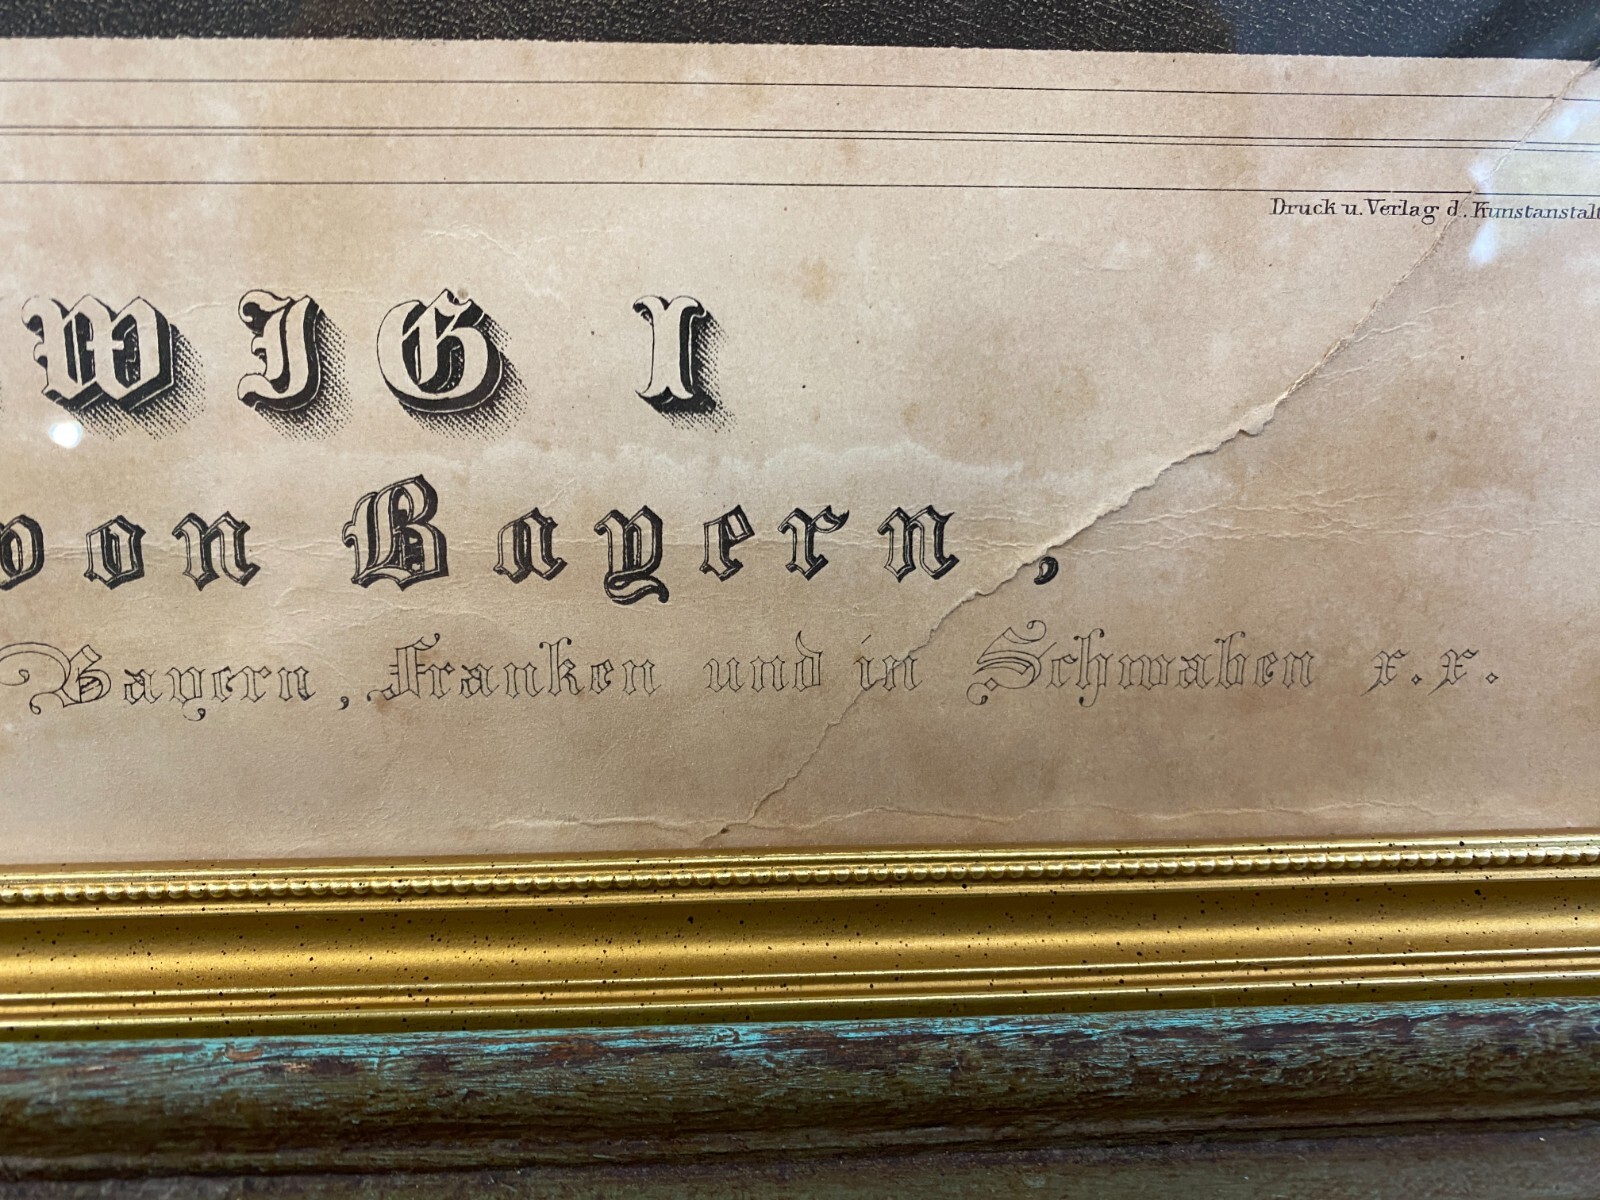 Druck u. Verlag d. Kunstanstalt
WIG I
von Bayern,
Bayern, Franken und in Schwaben x. x.